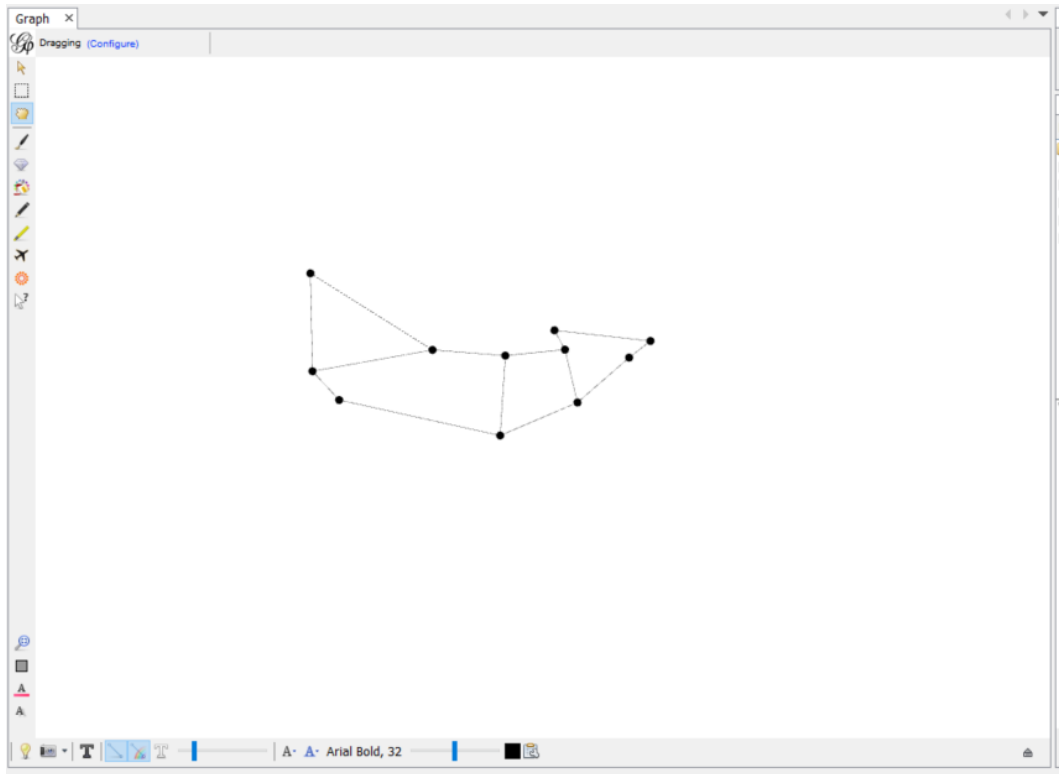 Graph ×
Dragging (Configure)
A
A
T T A- A- Arial Bold, 32